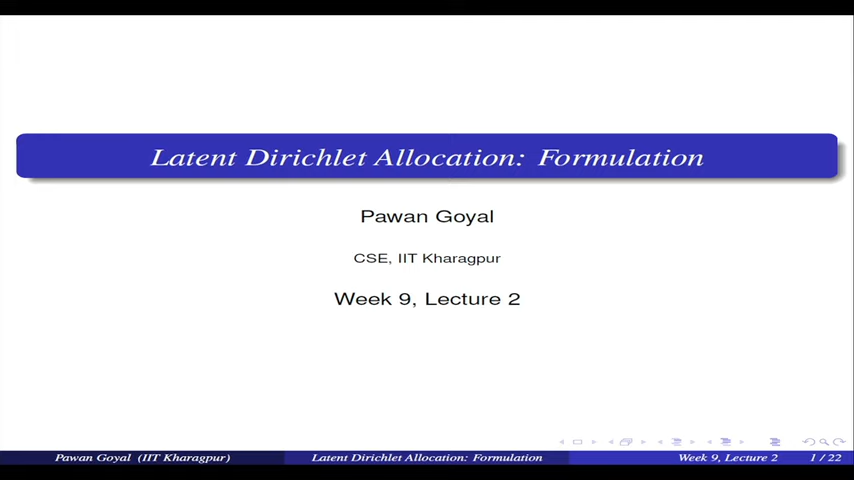 Latent Dirichlet Allocation: Formulation
Pawan Goyal
CSE, IIT Kharagpur
Week 9, Lecture 2
Pawan Goyal (IIT Kharagpur) Latent Dirichlet Allocation: Formulation Week 9, Lecture 2 1 / 22